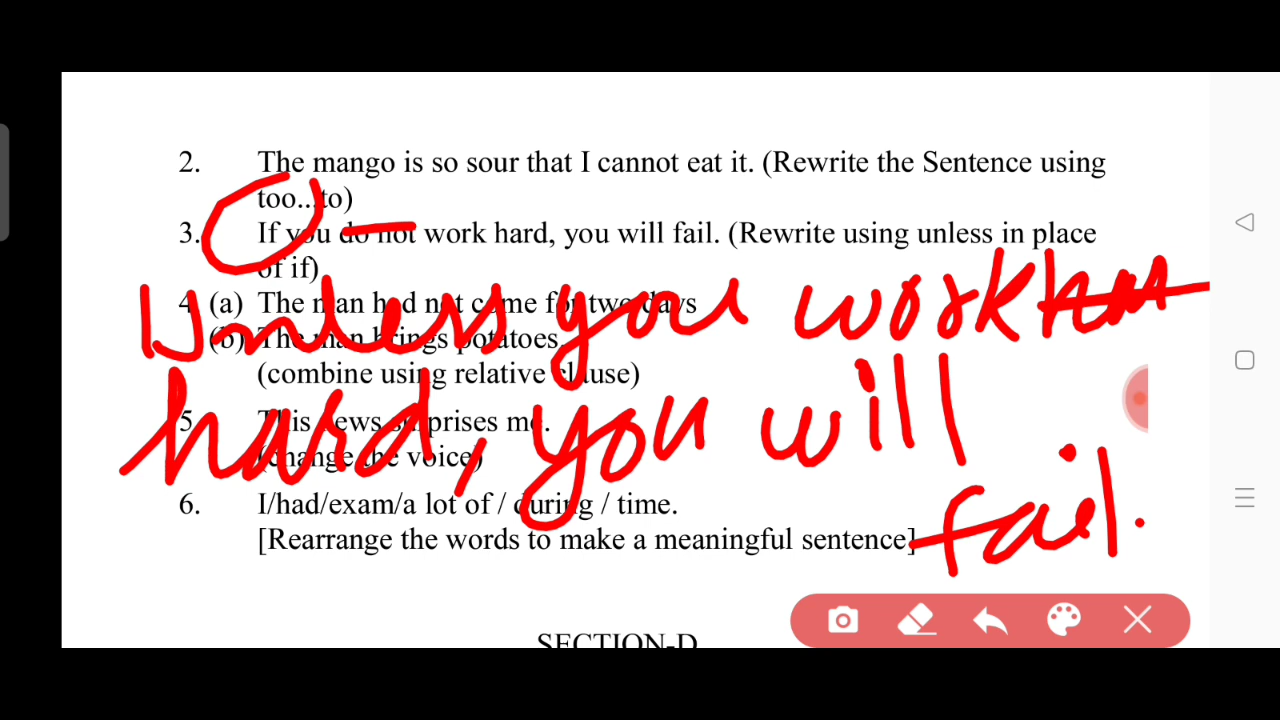 2. The mango is so sour that I cannot eat it. (Rewrite the Sentence using
too...to)
3. If you do not work hard, you will fail. (Rewrite using unless in place
of if)
4. (a) The man had not come for two days
(b) The man brings potatoes.
(combine using relative clause)
5. This news surprises me.
(change the voice)
6. I/had/exam/a lot of / during / time.
[Rearrange the words to make a meaningful sentence]
SECTION-D
Unless you work
hard, you will
fail.